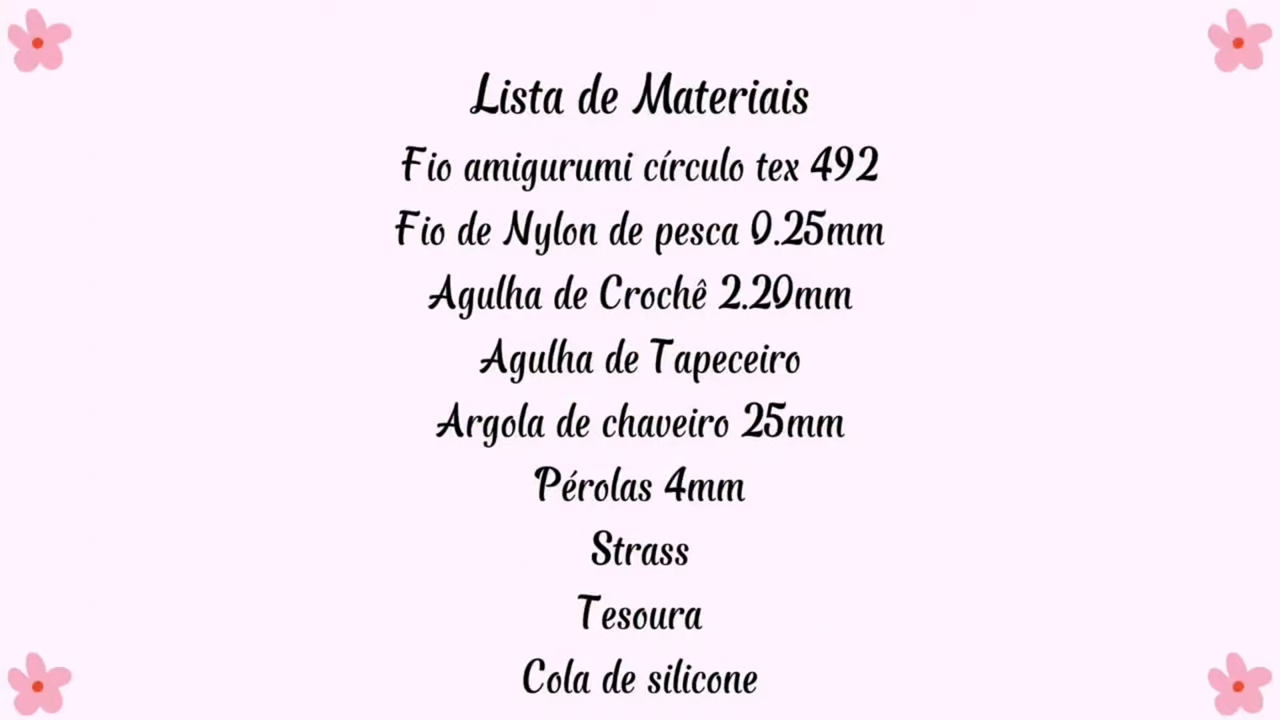 Lista de Materiais
Fio amigurumi círculo tex 492
Fio de Nylon de pesca 0.25mm
Agulha de Crochê 2.20mm
Agulha de Tapeceiro
Argola de chaveiro 25mm
Pérolas 4mm
Strass
Tesoura
Cola de silicone